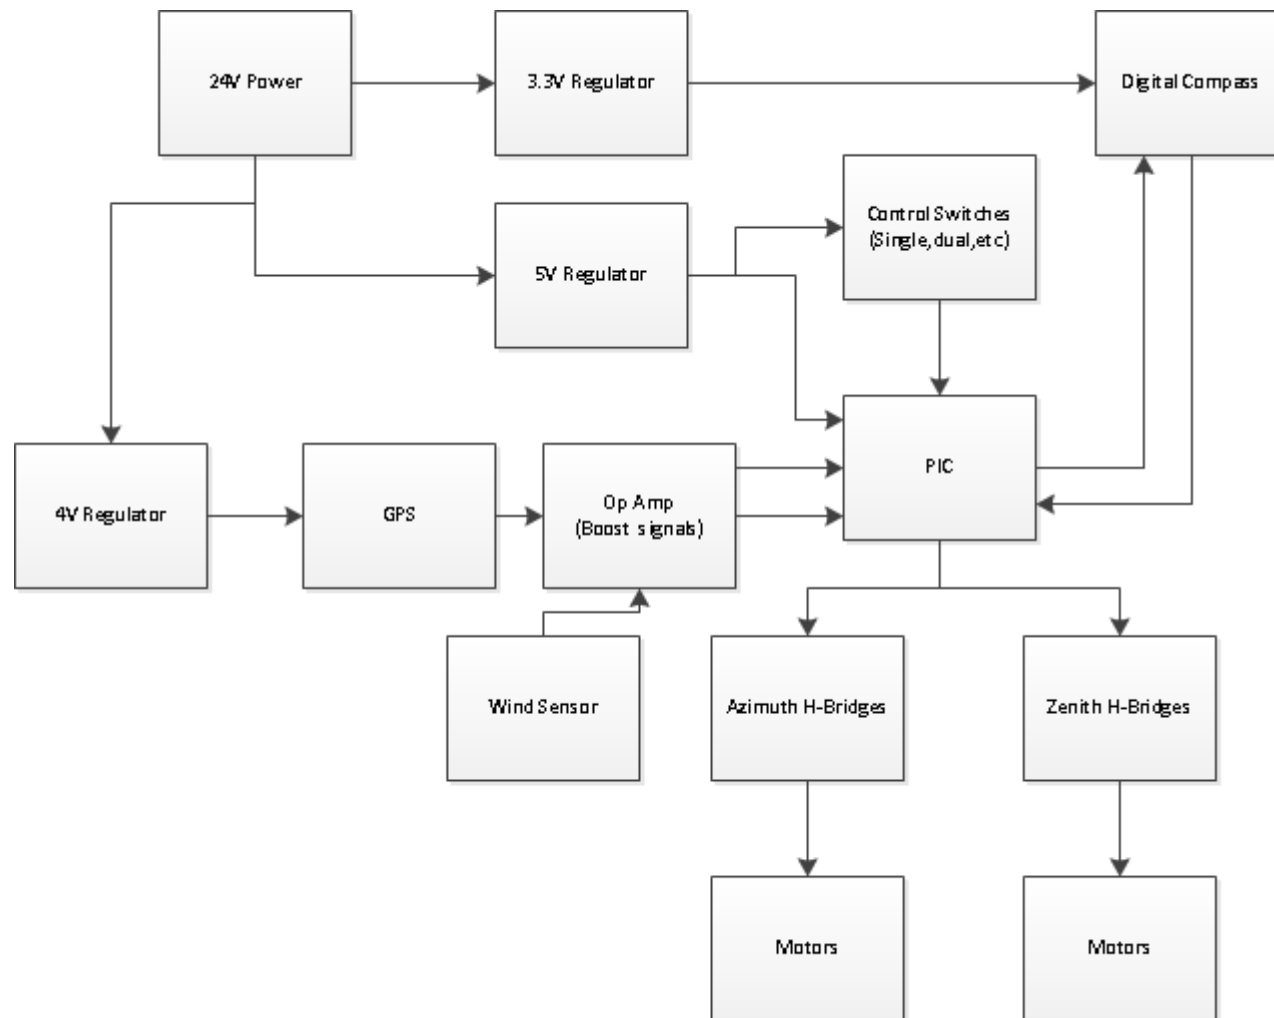 24V Power
3.3V Regulator
Digital Compass
Control Switches
(Single,dual,etc)
5V Regulator
4V Regulator
GPS
Op Amp
(Boost signals)
PIC
Wind Sensor
Azimuth H-Bridges
Zenith H-Bridges
Motors
Motors